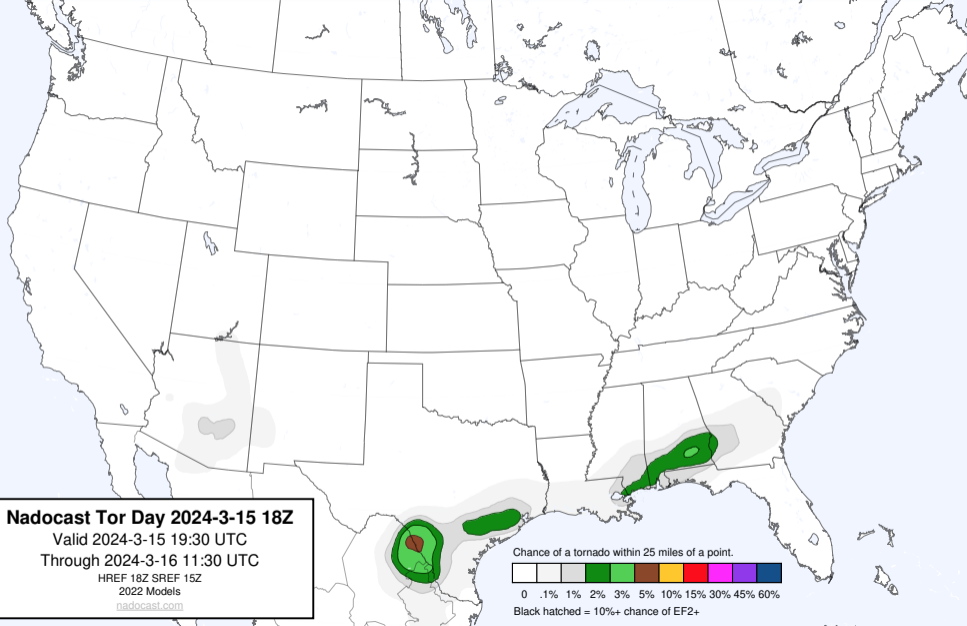 Nadocast Tor Day 2024-3-15 18Z
Valid 2024-3-15 19:30 UTC
Through 2024-3-16 11:30 UTC
HREF 18Z SREF 15Z
2022 Models
nadocast.com
Chance of a tornado within 25 miles of a point.
0 .1% 1% 2% 3% 5% 10% 15% 30% 45% 60%
Black hatched = 10%+ chance of EF2+